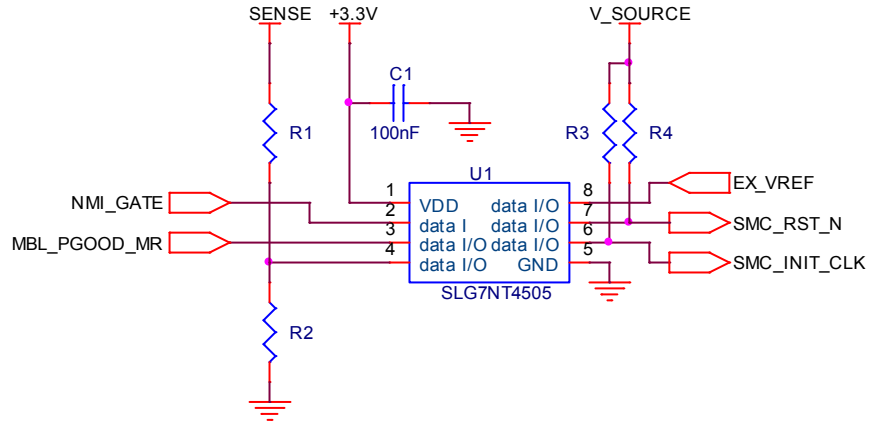 SENSE +3.3V V_SOURCE
C1
100nF
R1
R3 R4
U1
NMI_GATE
MBL_PGOOD_MR
1 VDD data I/O 8
2 data I data I/O 7
3 data I/O data I/O 6
4 data I/O GND 5
EX_VREF
SMC_RST_N
SMC_INIT_CLK
SLG7NT4505
R2